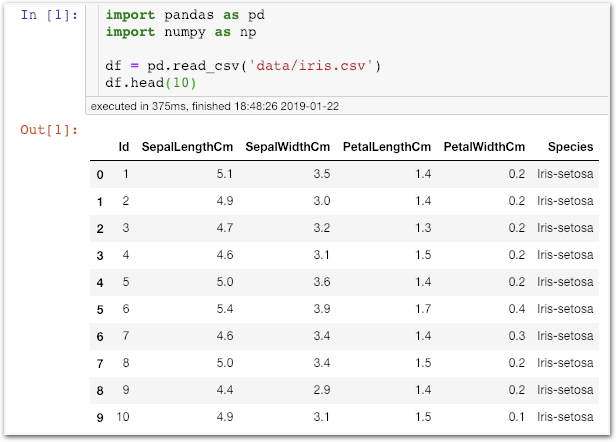 In [1]: import pandas as pd
import numpy as np
df = pd.read_csv('data/iris.csv')
df.head(10)
executed in 375ms, finished 18:48:26 2019-01-22
Out[1]:
Id SepalLengthCm SepalWidthCm PetalLengthCm PetalWidthCm Species
0 1 5.1 3.5 1.4 0.2 Iris-setosa
1 2 4.9 3.0 1.4 0.2 Iris-setosa
2 3 4.7 3.2 1.3 0.2 Iris-setosa
3 4 4.6 3.1 1.5 0.2 Iris-setosa
4 5 5.0 3.6 1.4 0.2 Iris-setosa
5 6 5.4 3.9 1.7 0.4 Iris-setosa
6 7 4.6 3.4 1.4 0.3 Iris-setosa
7 8 5.0 3.4 1.5 0.2 Iris-setosa
8 9 4.4 2.9 1.4 0.2 Iris-setosa
9 10 4.9 3.1 1.5 0.1 Iris-setosa